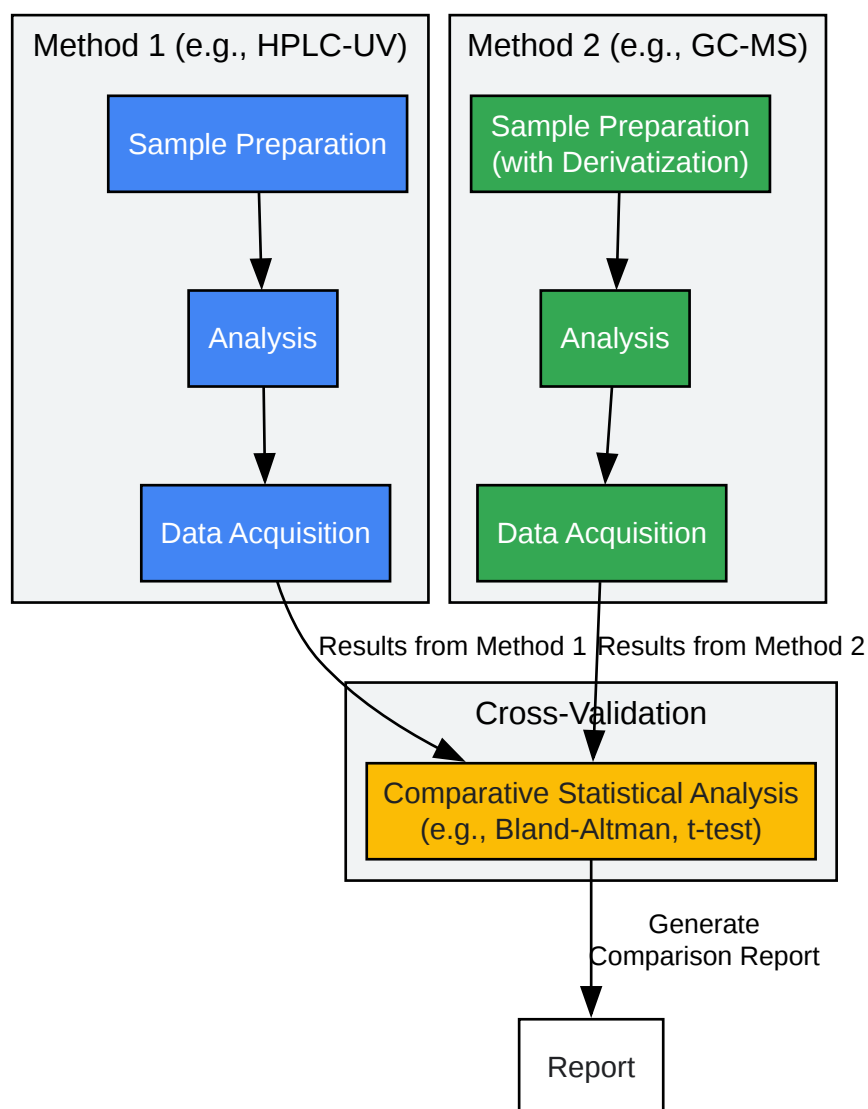 Method 1 (e.g., HPLC-UV)
Sample Preparation
Analysis
Data Acquisition
Method 2 (e.g., GC-MS)
Sample Preparation
(with Derivatization)
Analysis
Data Acquisition
Results from Method 1
Results from Method 2
Cross-Validation
Comparative Statistical Analysis
(e.g., Bland-Altman, t-test)
Generate
Comparison Report
Report